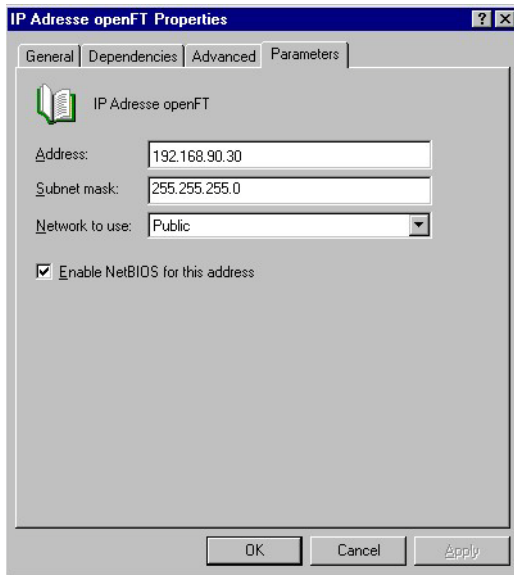 IP Adresse openFT Properties
General Dependencies Advanced Parameters
IP Adresse openFT
Address: 192.168.90.30
Subnet mask: 255.255.255.0
Network to use: Public
Enable NetBIOS for this address
OK Cancel Apply